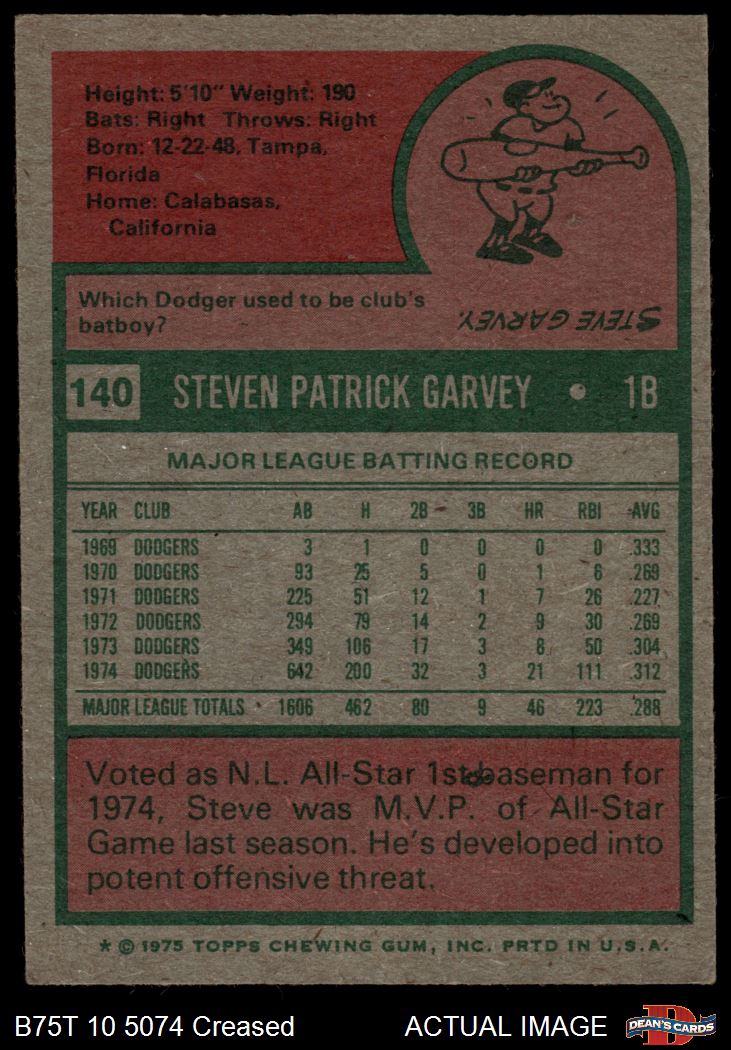 Height: 5'10" Weight: 190
Bats: Right Throws: Right
Born: 12-22-48, Tampa,
Florida
Home: Calabasas,
California
Which Dodger used to be club's
batboy?
STEVE GARVEY.
140 STEVEN PATRICK GARVEY • 1B
MAJOR LEAGUE BATTING RECORD
YEAR CLUB AB H 2B 3B HR RBI AVG
1969 DODGERS 3 1 0 0 0 0 .333
1970 DODGERS 93 25 5 0 1 6 .269
1971 DODGERS 225 51 12 1 7 26 .227
1972 DODGERS 294 79 14 2 9 30 .269
1973 DODGERS 349 106 17 3 8 50 .304
1974 DODGERS 642 200 32 3 21 111 .312
MAJOR LEAGUE TOTALS 1606 462 80 9 46 223 .288
Voted as N.L. All-Star 1st baseman for
1974, Steve was M.V.P. of All-Star
Game last season. He's developed into
potent offensive threat.
* © 1975 TOPPS CHEWING GUM, INC. PRTD IN U.S.A.
B75T 10 5074 Creased ACTUAL IMAGE
D
DEAN'S CARDS